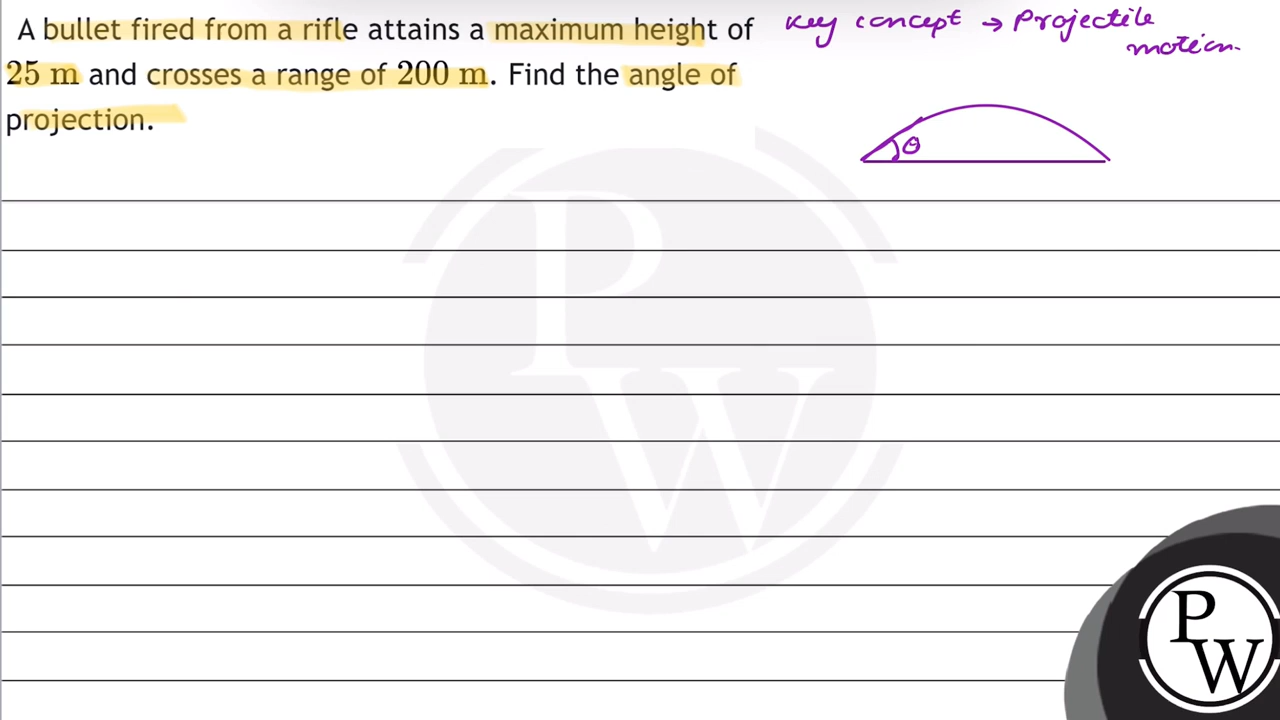 A bullet fired from a rifle attains a maximum height of
25 m and crosses a range of 200 m. Find the angle of
projection.
Key concept → Projectile
motion.
θ
P
W
P
W